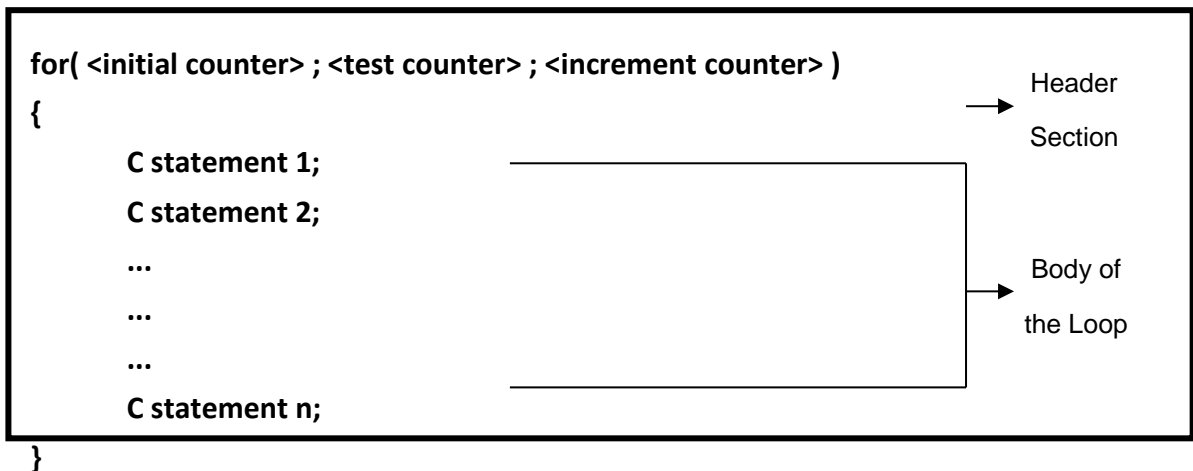 for( <initial counter> ; <test counter> ; <increment counter> )
Header
Section
{
C statement 1;
C statement 2;
...
...
...
C statement n;
Body of
the Loop
}